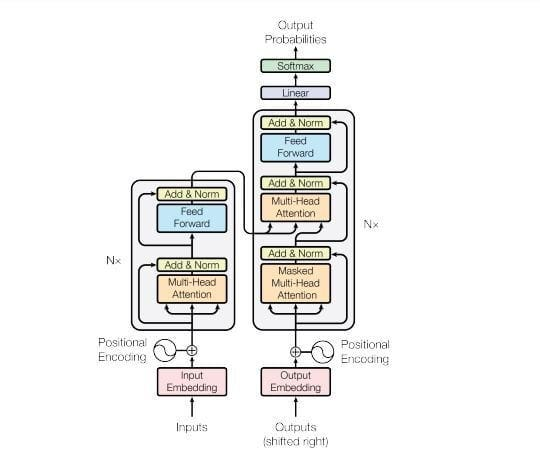 Output
Probabilities
Softmax
Linear
Add & Norm
Feed
Forward
Add & Norm
Multi-Head
Attention
Add & Norm
Masked
Multi-Head
Attention
N×
Positional
Encoding
Output
Embedding
Outputs
(shifted right)
Add & Norm
Feed
Forward
Add & Norm
Multi-Head
Attention
N×
Positional
Encoding
Input
Embedding
Inputs